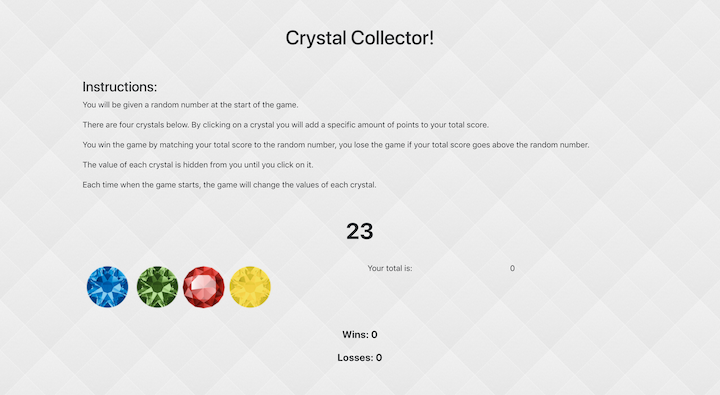 Crystal Collector!
Instructions:
You will be given a random number at the start of the game.
There are four crystals below. By clicking on a crystal you will add a specific amount of points to your total score.
You win the game by matching your total score to the random number, you lose the game if your total score goes above the random number.
The value of each crystal is hidden from you until you click on it.
Each time when the game starts, the game will change the values of each crystal.
23
Your total is: 0
Wins: 0
Losses: 0